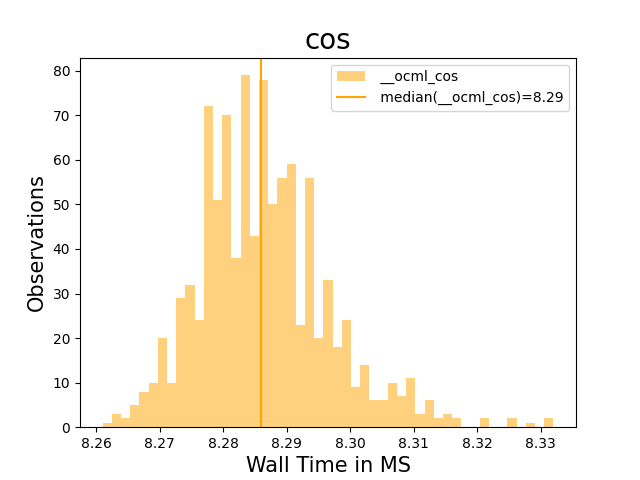 cos
__ocml_cos
median(__ocml_cos)=8.29
Observations
80
70
60
50
40
30
20
10
0
8.26 8.27 8.28 8.29 8.30 8.31 8.32 8.33
Wall Time in MS